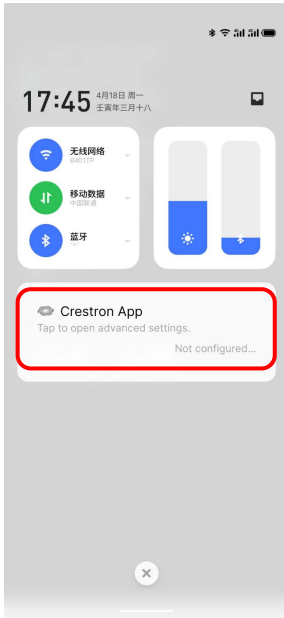 17:45
4月18日 周一
壬寅年三月十八
无线网络
B401TP
移动数据
中国联通
蓝牙
Crestron App
Tap to open advanced settings.
Not configured...